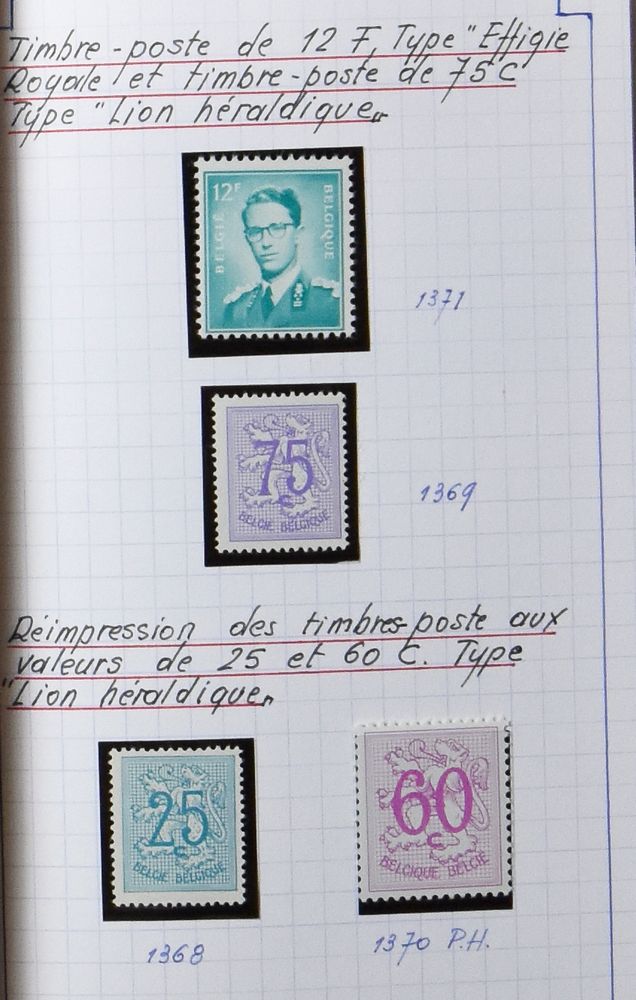 Timbre-poste de 12 F, Type "Effigie
Royale et timbre-poste de 75 C
Type "Lion héraldique"
12F
BELGIË
BELGIQUE
1371
75
C
BELGIE BELGIQUE
1369
Réimpression des timbres-poste aux
valeurs de 25 et 60 C. Type
"Lion héraldique"
25
C
BELGIE BELGIQUE
60
C
BELGIQUE BELGIE
1368
1370 P.H.